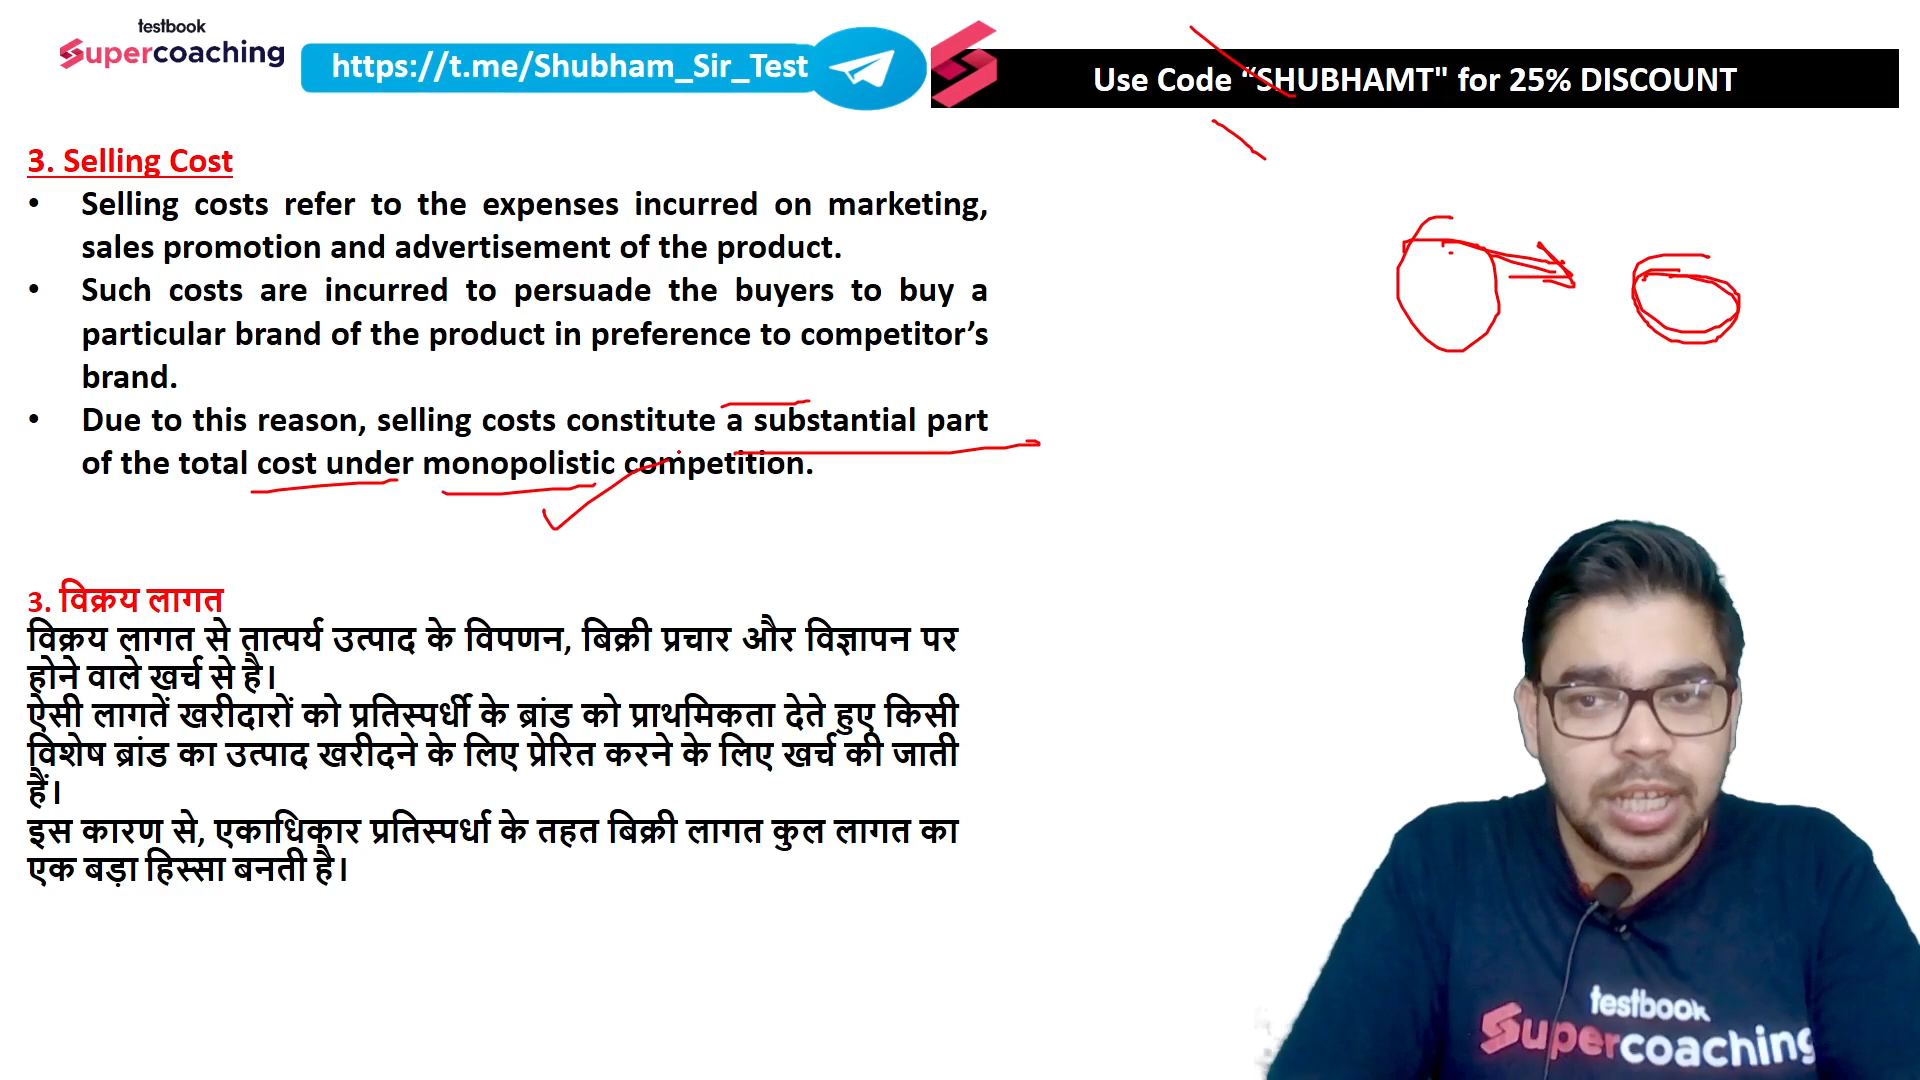 testbook
Supercoaching
https://t.me/Shubham_Sir_Test
Use Code “SHUBHAMT" for 25% DISCOUNT
3. Selling Cost
• Selling costs refer to the expenses incurred on marketing,
sales promotion and advertisement of the product.
• Such costs are incurred to persuade the buyers to buy a
particular brand of the product in preference to competitor’s
brand.
• Due to this reason, selling costs constitute a substantial part
of the total cost under monopolistic competition.
3. विक्रय लागत
विक्रय लागत से तात्पर्य उत्पाद के विपणन, बिक्री प्रचार और विज्ञापन पर
होने वाले खर्च से है।
ऐसी लागतें खरीदारों को प्रतिस्पर्धी के ब्रांड को प्राथमिकता देते हुए किसी
विशेष ब्रांड का उत्पाद खरीदने के लिए प्रेरित करने के लिए खर्च की जाती
हैं।
इस कारण से, एकाधिकार प्रतिस्पर्धा के तहत बिक्री लागत कुल लागत का
एक बड़ा हिस्सा बनती है।
testbook
Supercoaching